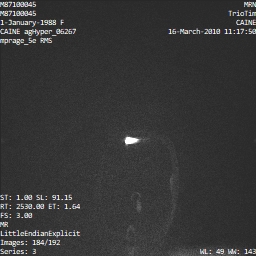 M87100045
M87100045
1-January-1988 F
CAINE agHyper_06267
mprage_5e RMS
MRN
TrioTim
CAINE
16-March-2010 11:17:50
ST: 1.00 SL: 91.15
RT: 2530.00 ET: 1.64
FS: 3.00
MR
LittleEndianExplicit
Images: 184/192
Series: 3
WL: 49 WW: 143